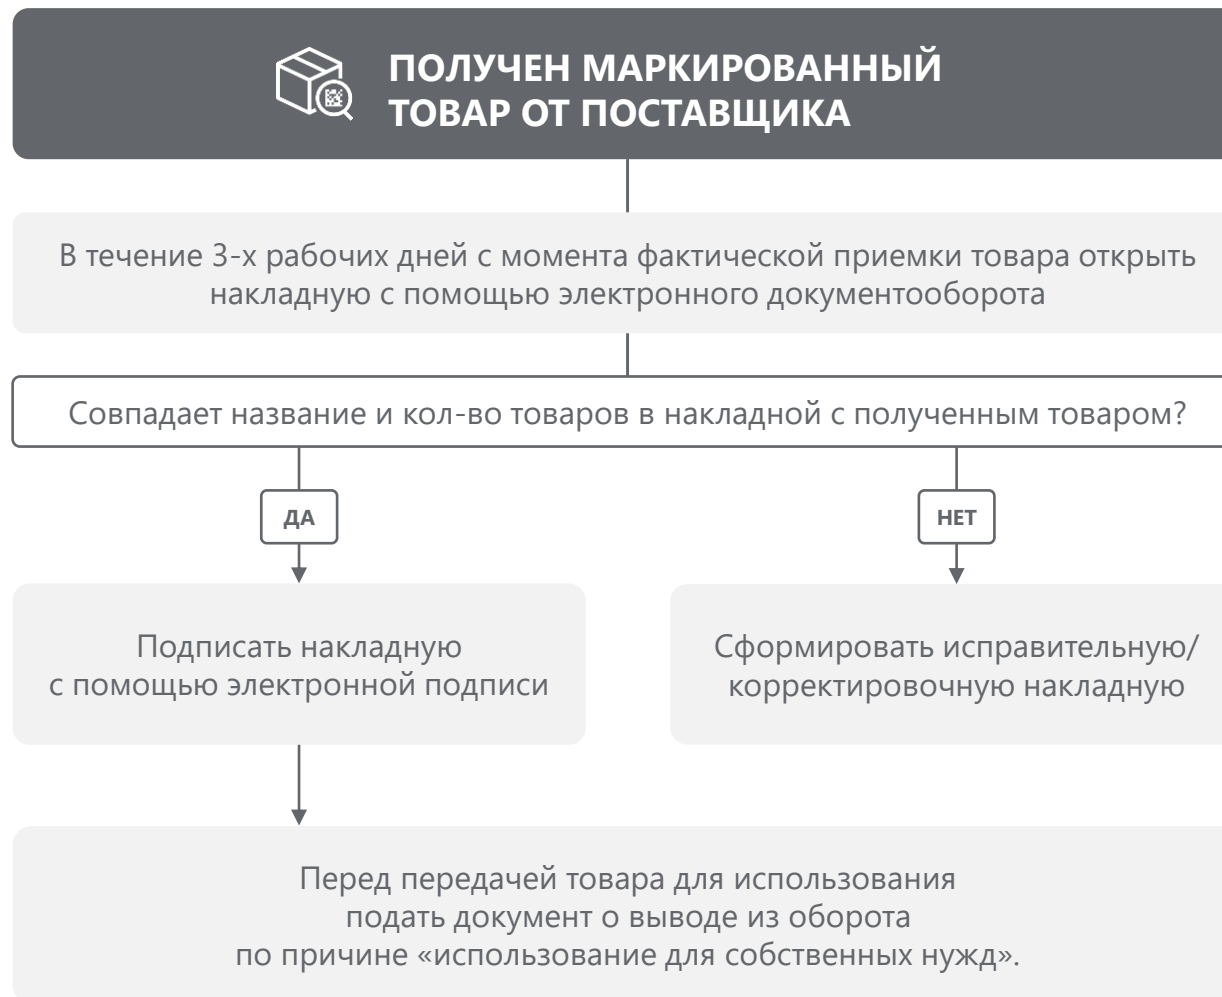 ПОЛУЧЕН МАРКИРОВАННЫЙ
ТОВАР ОТ ПОСТАВЩИКА
В течение 3-х рабочих дней с момента фактической приемки товара открыть
накладную с помощью электронного документооборота
Совпадает название и кол-во товаров в накладной с полученным товаром?
ДА
НЕТ
Подписать накладную
с помощью электронной подписи
Сформировать исправительную/
корректировочную накладную
Перед передачей товара для использования
подать документ о выводе из оборота
по причине «использование для собственных нужд».